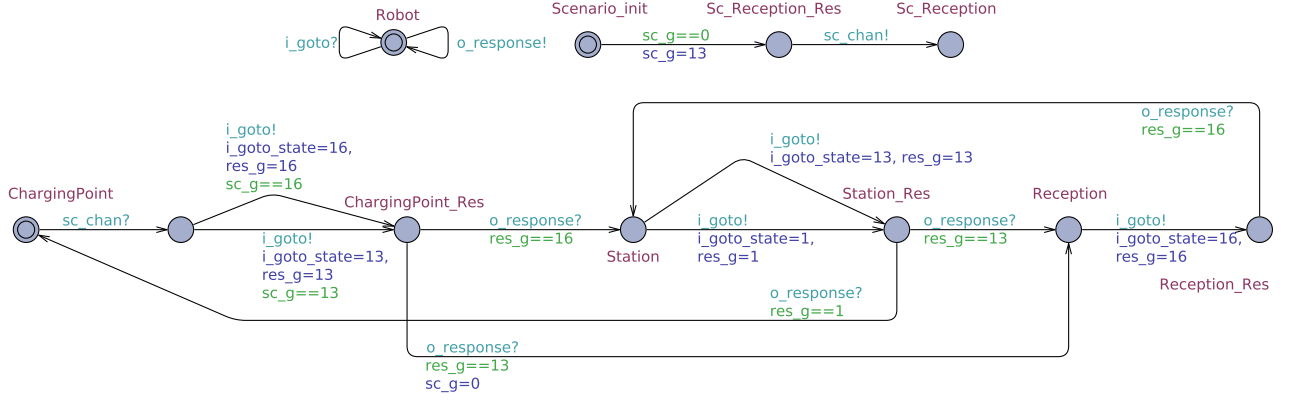 Robot
i_goto?
o_response!
Scenario_init
sc_g==0
sc_g=13
Sc_Reception_Res
sc_chan!
Sc_Reception
ChargingPoint
sc_chan?
i_goto!
i_goto_state=16,
res_g=16
sc_g==16
i_goto!
i_goto_state=13,
res_g=13
sc_g==13
ChargingPoint_Res
o_response?
res_g==16
Station
i_goto!
i_goto_state=13, res_g=13
i_goto!
i_goto_state=1,
res_g=1
Station_Res
o_response?
res_g==13
Reception
i_goto!
i_goto_state=16,
res_g=16
Reception_Res
o_response?
res_g==16
o_response?
res_g==1
o_response?
res_g==13
sc_g=0